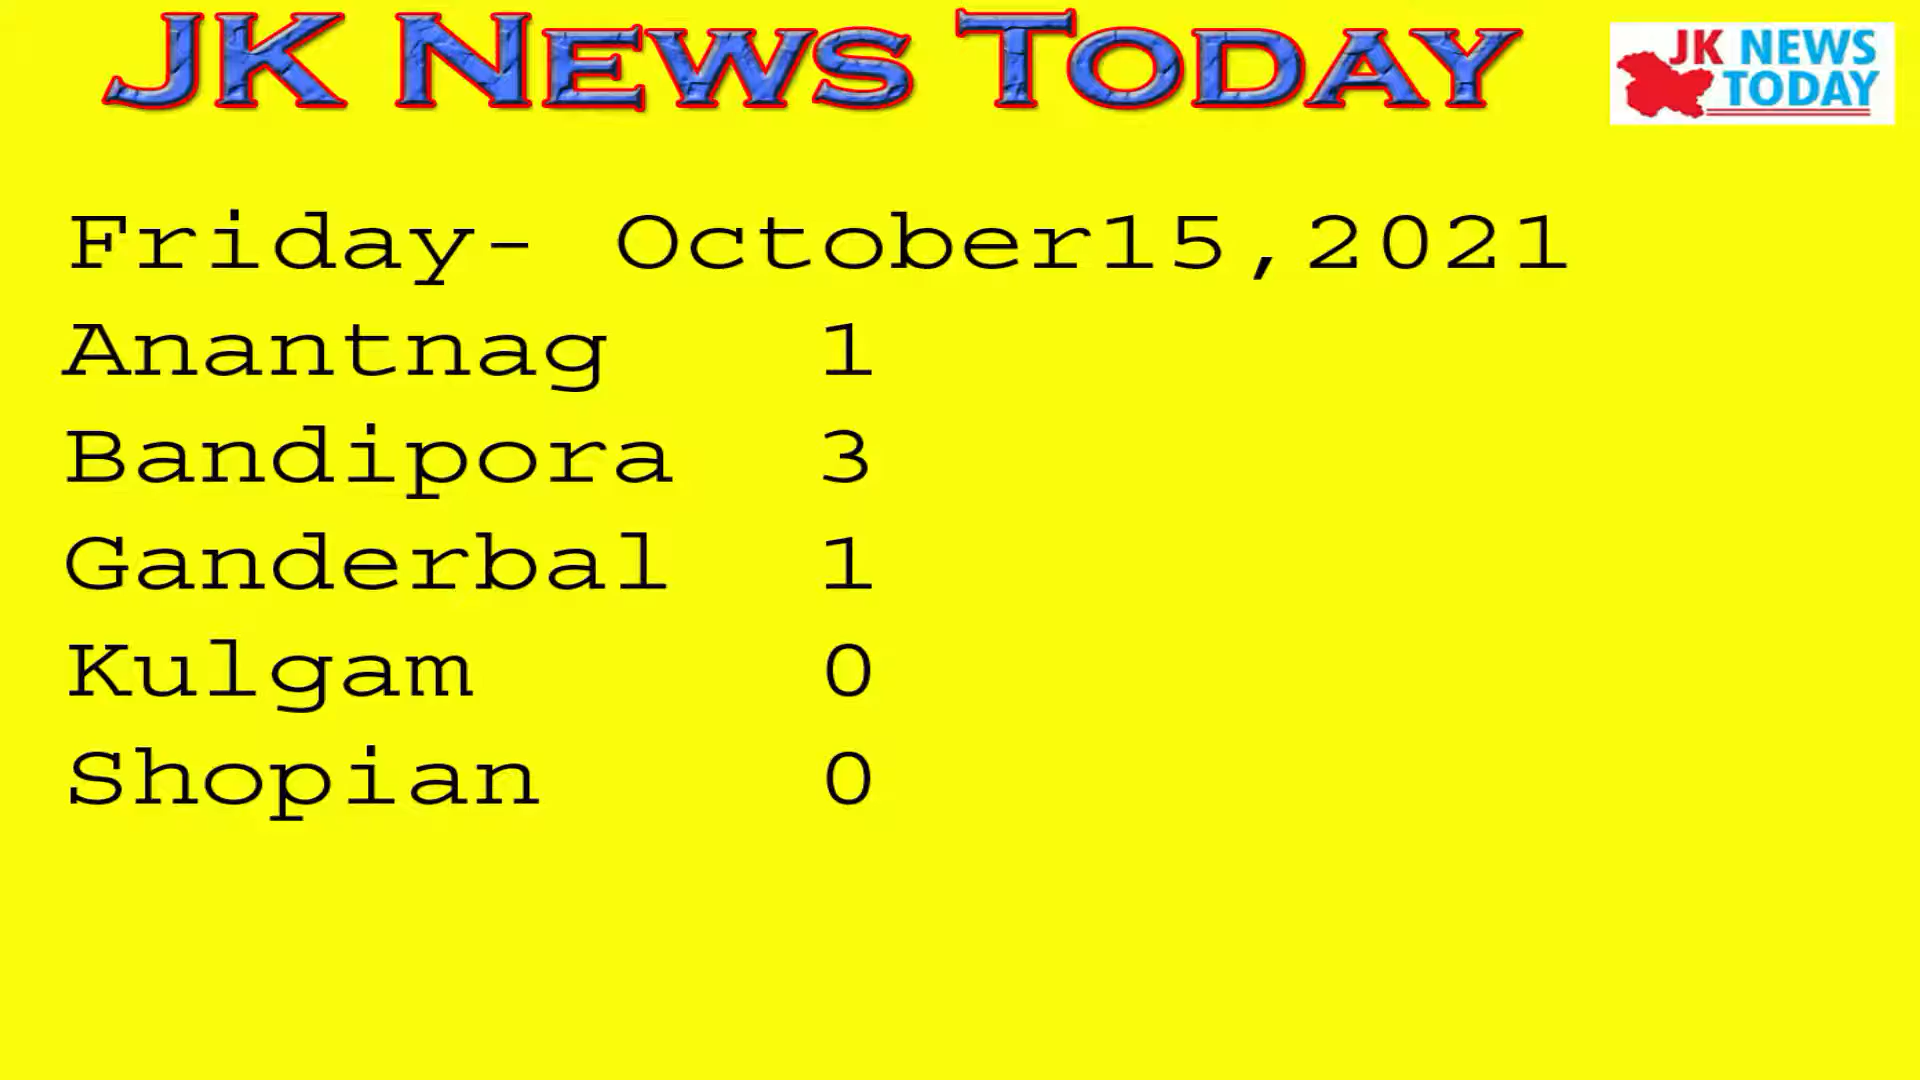 JK NEWS TODAY
JK NEWS
TODAY
Friday- October15,2021
Anantnag 1
Bandipora 3
Ganderbal 1
Kulgam 0
Shopian 0